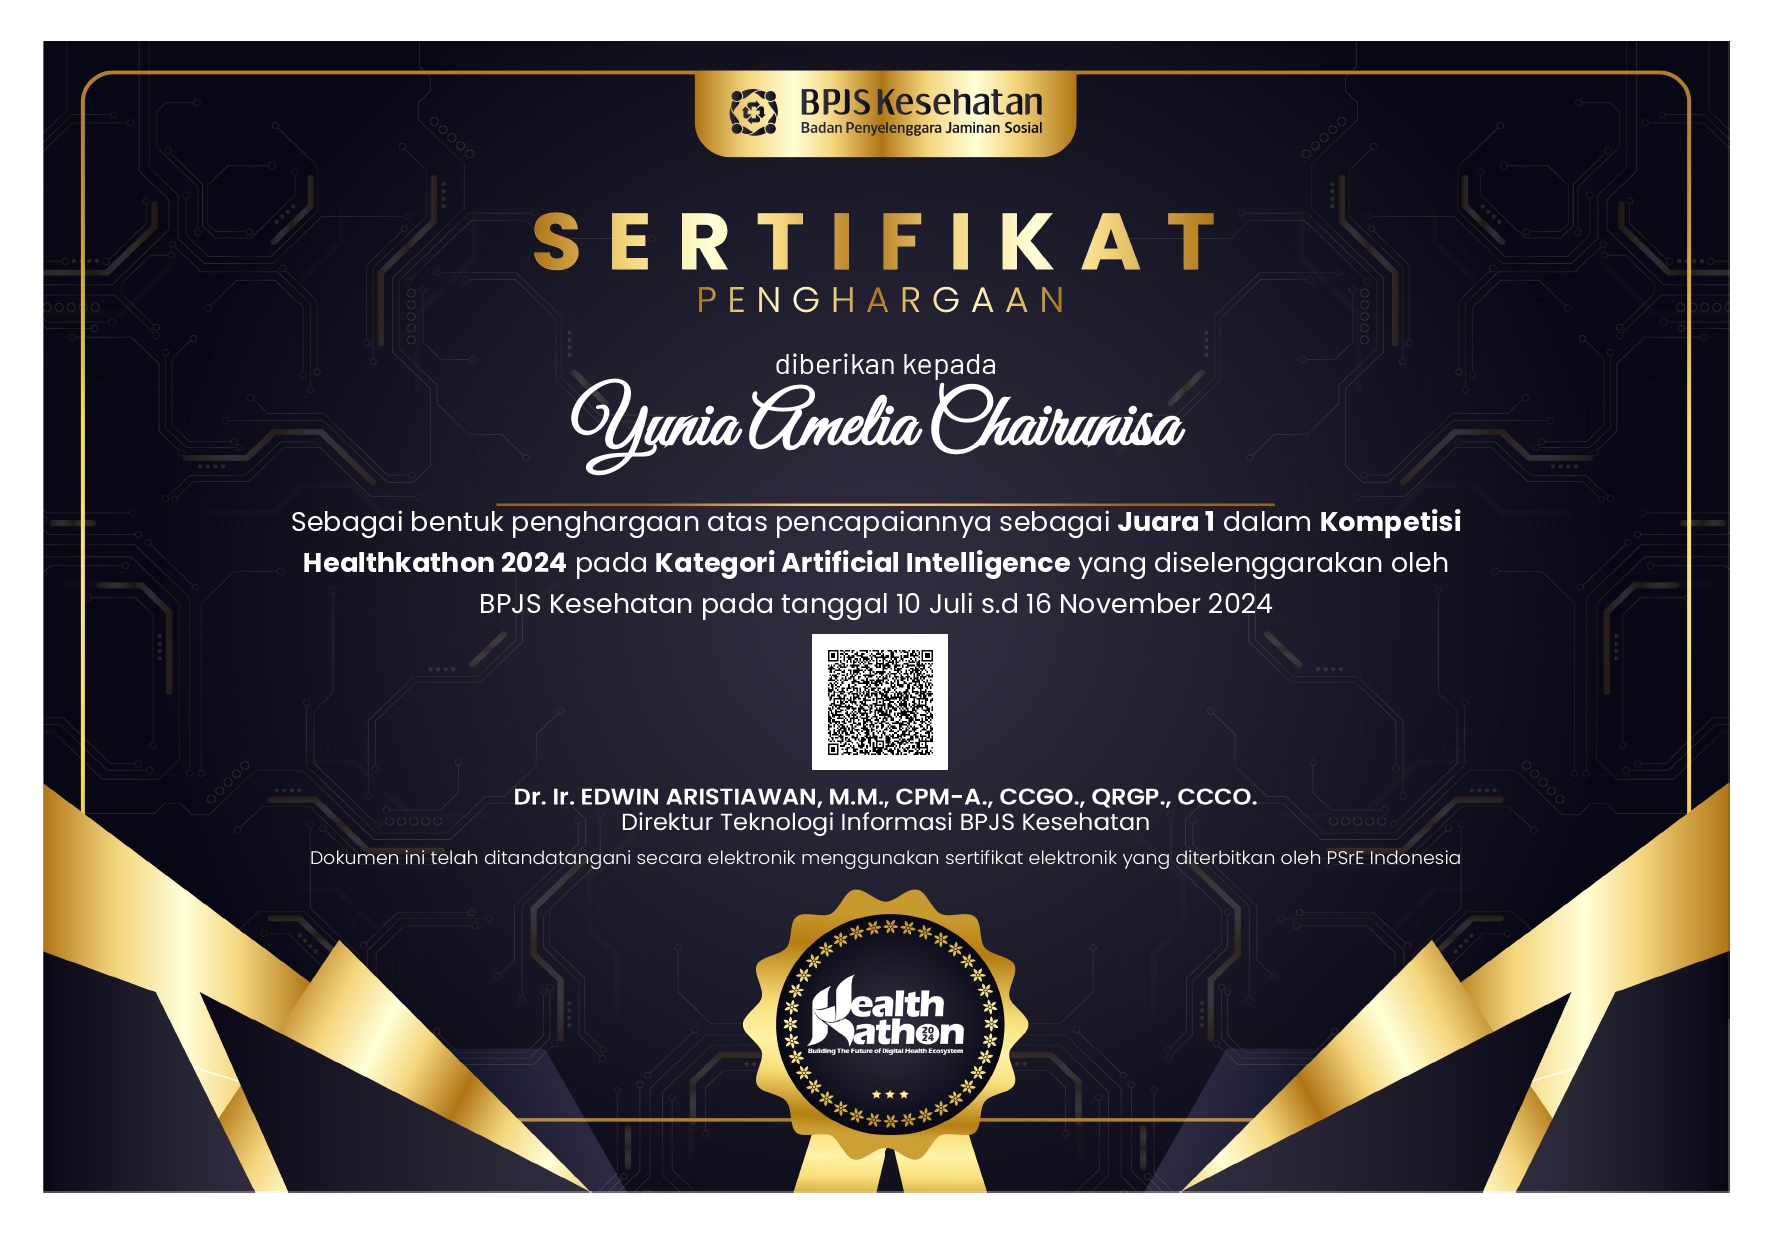 BPJS Kesehatan
Badan Penyelenggara Jaminan Sosial
SERTIFIKAT
PENGHARGAAN
diberikan kepada
Yunia Amelia Chairunisa
Sebagai bentuk penghargaan atas pencapaiannya sebagai Juara 1 dalam Kompetisi
Healthkathon 2024 pada Kategori Artificial Intelligence yang diselenggarakan oleh
BPJS Kesehatan pada tanggal 10 Juli s.d 16 November 2024
Dr. Ir. EDWIN ARISTIAWAN, M.M., CPM-A., CCGO., QRGP., CCCO.
Direktur Teknologi Informasi BPJS Kesehatan
Dokumen ini telah ditandatangani secara elektronik menggunakan sertifikat elektronik yang diterbitkan oleh PSrE Indonesia
Health
Kathon 2024
Building The Future of Digital Health Ecosystem